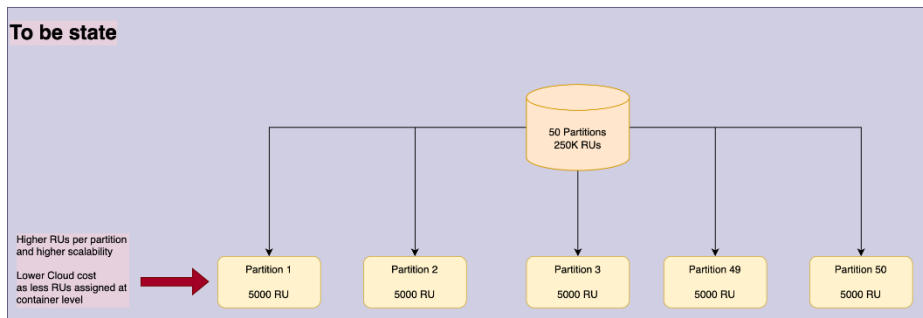 To be state
50 Partitions
250K RUs
Higher RUs per partition
and higher scalability
Lower Cloud cost
as less RUs assigned at
container level
Partition 1
5000 RU
Partition 2
5000 RU
Partition 3
5000 RU
Partition 49
5000 RU
Partition 50
5000 RU